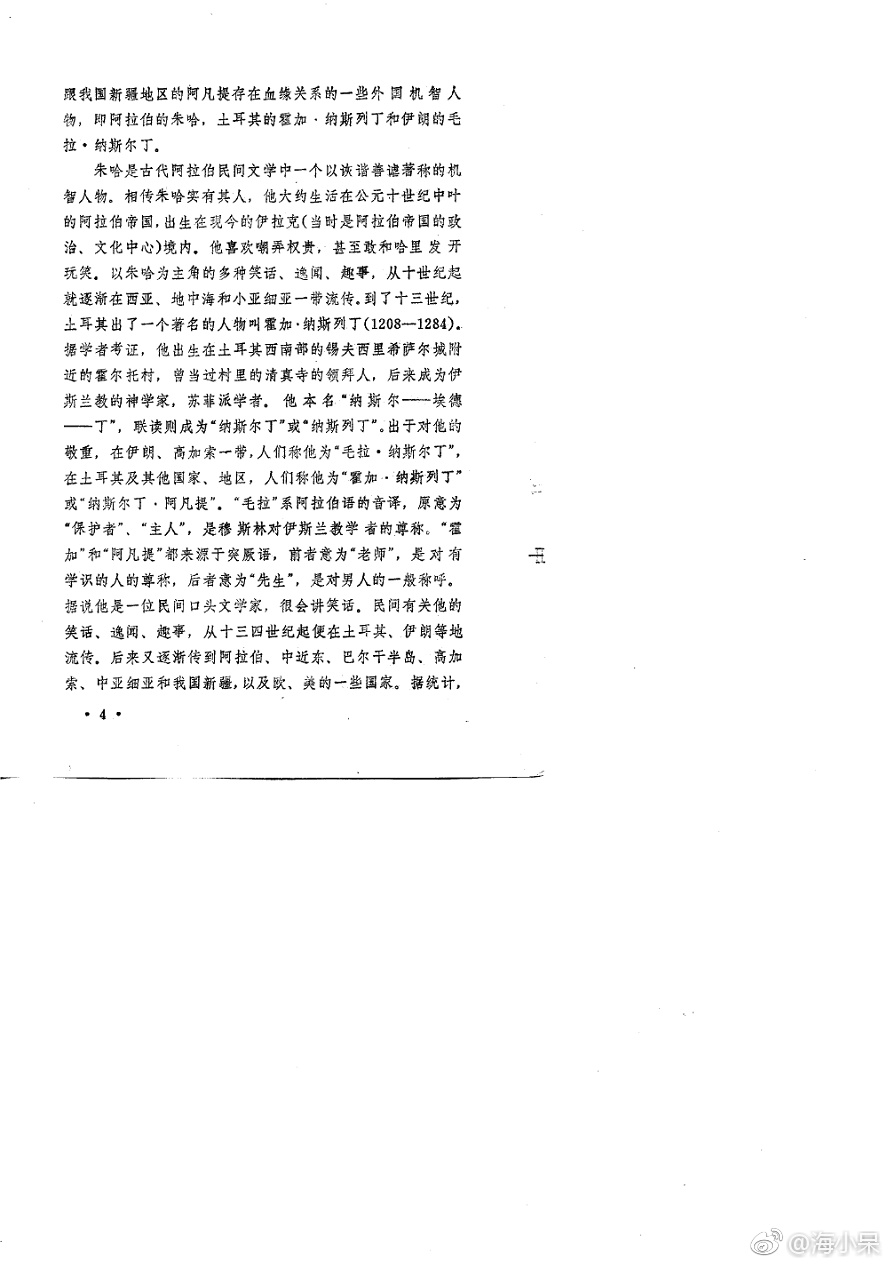 跟我国新疆地区的阿凡提存在血缘关系的一些外国机智人
物，即阿拉伯的朱哈，土耳其的霍加·纳斯列丁和伊朗的毛
拉·纳斯尔丁。
朱哈是古代阿拉伯民间文学中一个以诙谐善谑著称的机
智人物。相传朱哈实有其人，他大约生活在公元十世纪中叶
的阿拉伯帝国，出生在现今的伊拉克(当时是阿拉伯帝国的政
治、文化中心)境内。他喜欢嘲弄权贵，甚至敢和哈里发开
玩笑。以朱哈为主角的多种笑话、逸闻、趣事，从十世纪起
就逐渐在西亚、地中海和小亚细亚一带流传。到了十三世纪，
土耳其出了一个著名的人物叫霍加·纳斯列丁(1208—1284)。
据学者考证，他出生在土耳其西南部的锡夫西里希萨尔城附
近的霍尔托村，曾当过村里的清真寺的领拜人，后来成为伊
斯兰教的神学家，苏菲派学者。他本名“纳斯尔——埃德
——丁”，联读则成为“纳斯尔丁”或“纳斯列丁”。出于对他的
敬重，在伊朗、高加索一带，人们称他为“毛拉·纳斯尔丁”，
在土耳其及其他国家、地区，人们称他为“霍加·纳斯列丁”
或“纳斯尔丁·阿凡提”。“毛拉”系阿拉伯语的音译，原意为
“保护者”、“主人”，是穆斯林对伊斯兰教学者的尊称。“霍
加”和“阿凡提”都来源于突厥语，前者意为“老师”，是对有
学识的人的尊称，后者意为“先生”，是对男人的一般称呼。
据说他是一位民间口头文学家，很会讲笑话。民间有关他的
笑话、逸闻、趣事，从十三四世纪起便在土耳其、伊朗等地
流传。后来又逐渐传到阿拉伯、中近东、巴尔干半岛、高加
索、中亚细亚和我国新疆，以及欧、美的一些国家。据统计，
· 4 ·
@海小呆